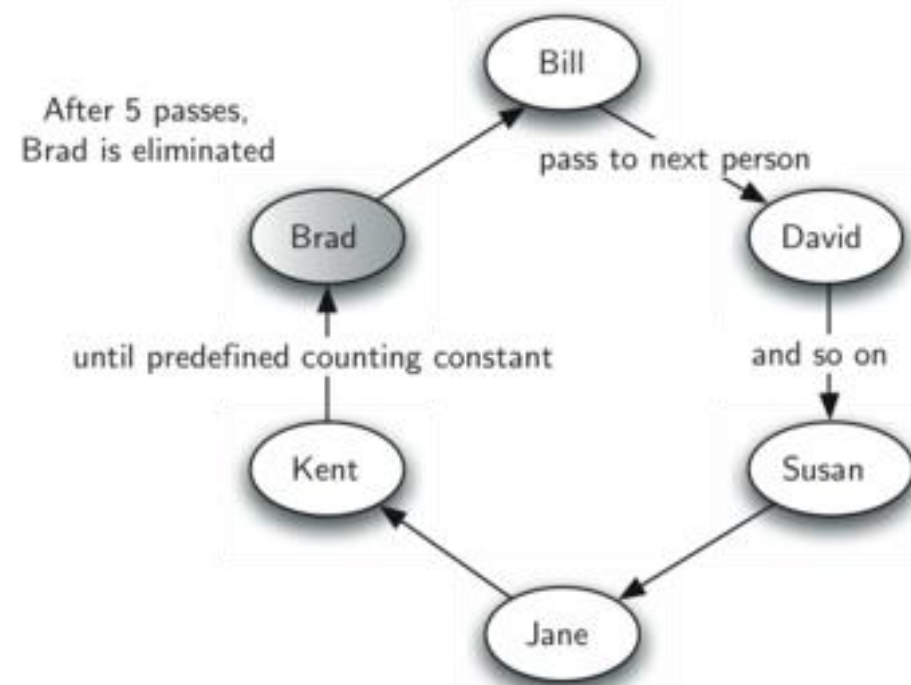 Bill
After 5 passes,
Brad is eliminated
pass to next person
Brad
David
until predefined counting constant
and so on
Kent
Susan
Jane